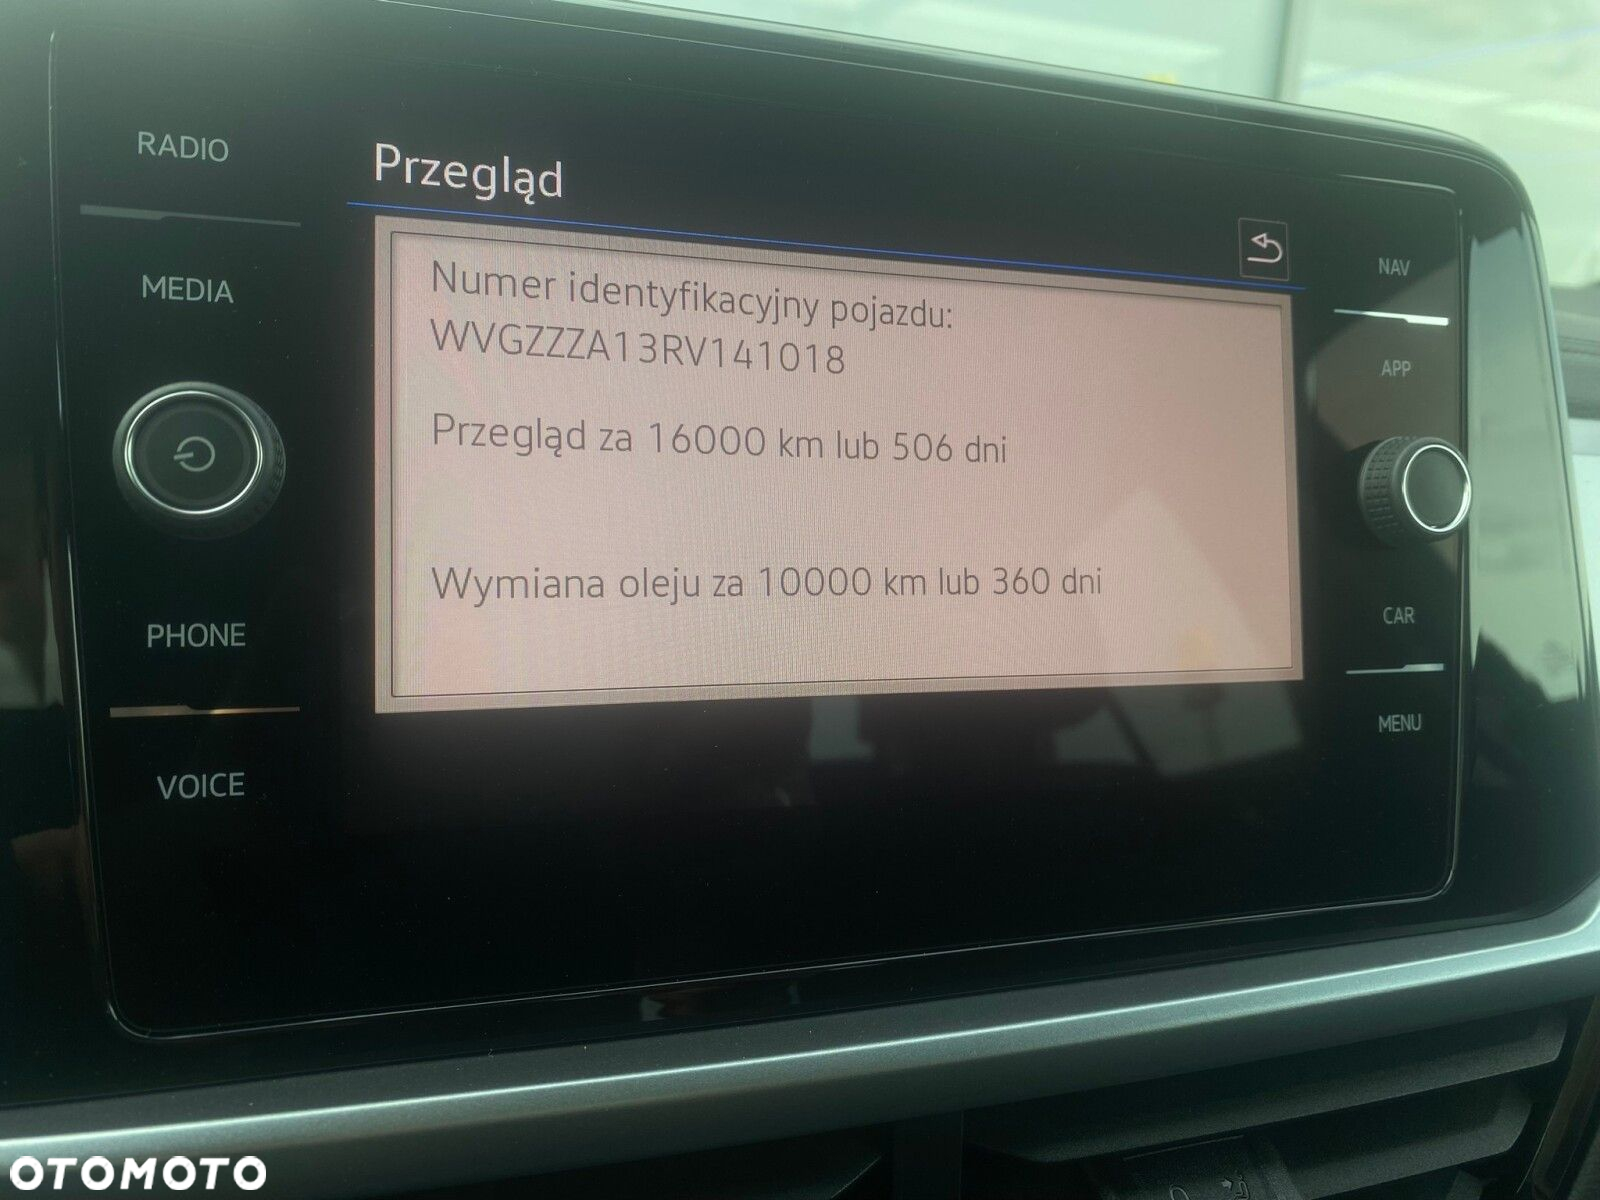 RADIO
MEDIA
PHONE
VOICE
Przegląd
Numer identyfikacyjny pojazdu:
WVGZZZA13RV141018
Przegląd za 16000 km lub 506 dni
Wymiana oleju za 10000 km lub 360 dni
NAV
APP
CAR
MENU
OTOMOTO